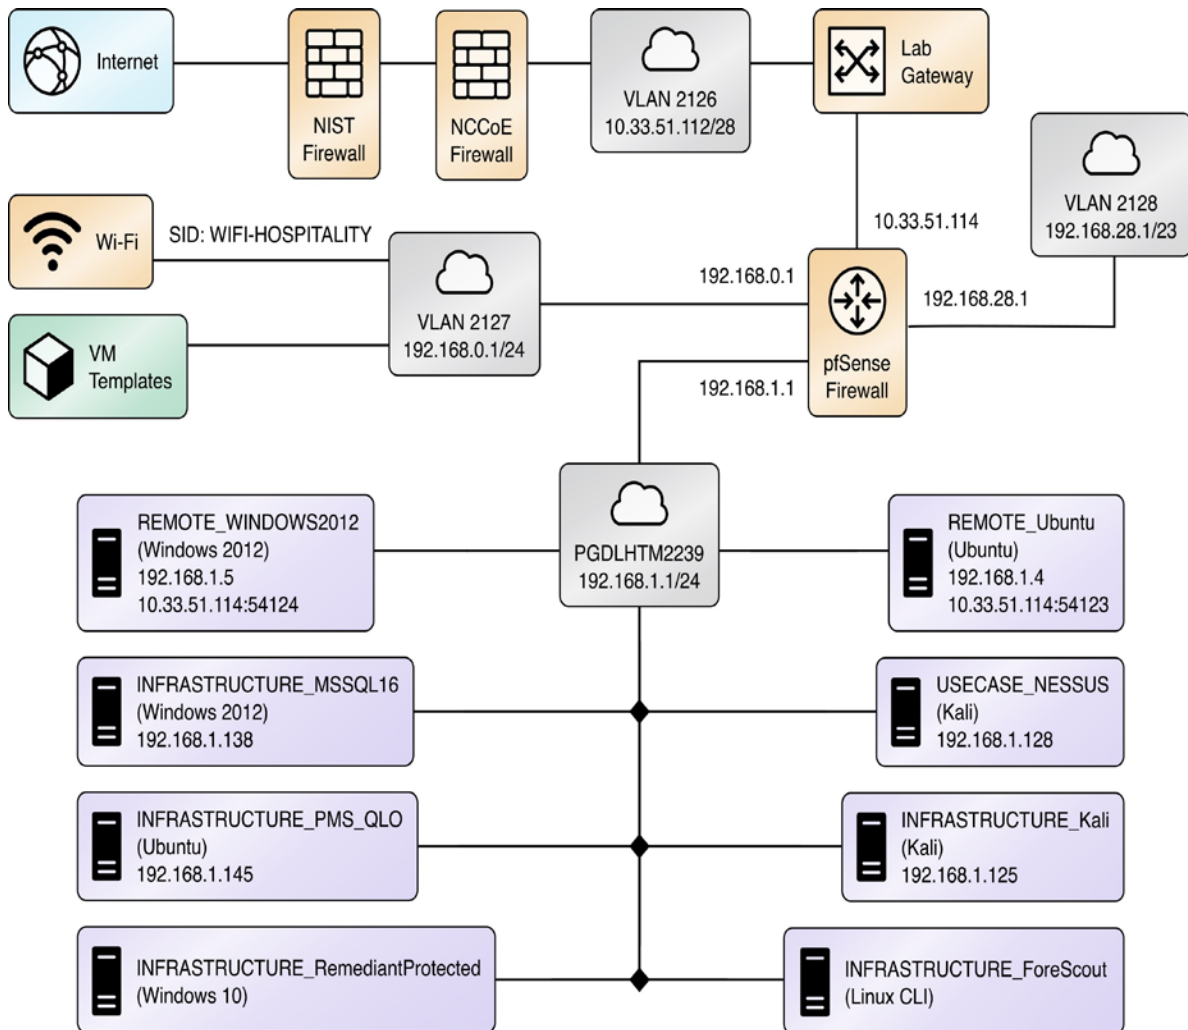 Internet
NIST
Firewall
NCCoE
Firewall
VLAN 2126
10.33.51.112/28
Lab
Gateway
VLAN 2128
192.168.28.1/23
10.33.51.114
Wi-Fi
SID: WIFI-HOSPITALITY
VLAN 2127
192.168.0.1/24
192.168.0.1
192.168.28.1
pfSense
Firewall
VM
Templates
192.168.1.1
PGDLHTM2239
192.168.1.1/24
REMOTE_WINDOWS2012
(Windows 2012)
192.168.1.5
10.33.51.114:54124
REMOTE_Ubuntu
(Ubuntu)
192.168.1.4
10.33.51.114:54123
INFRASTRUCTURE_MSSQL16
(Windows 2012)
192.168.1.138
USECASE_NESSUS
(Kali)
192.168.1.128
INFRASTRUCTURE_PMS_QLO
(Ubuntu)
192.168.1.145
INFRASTRUCTURE_Kali
(Kali)
192.168.1.125
INFRASTRUCTURE_RemediantProtected
(Windows 10)
INFRASTRUCTURE_ForeScout
(Linux CLI)